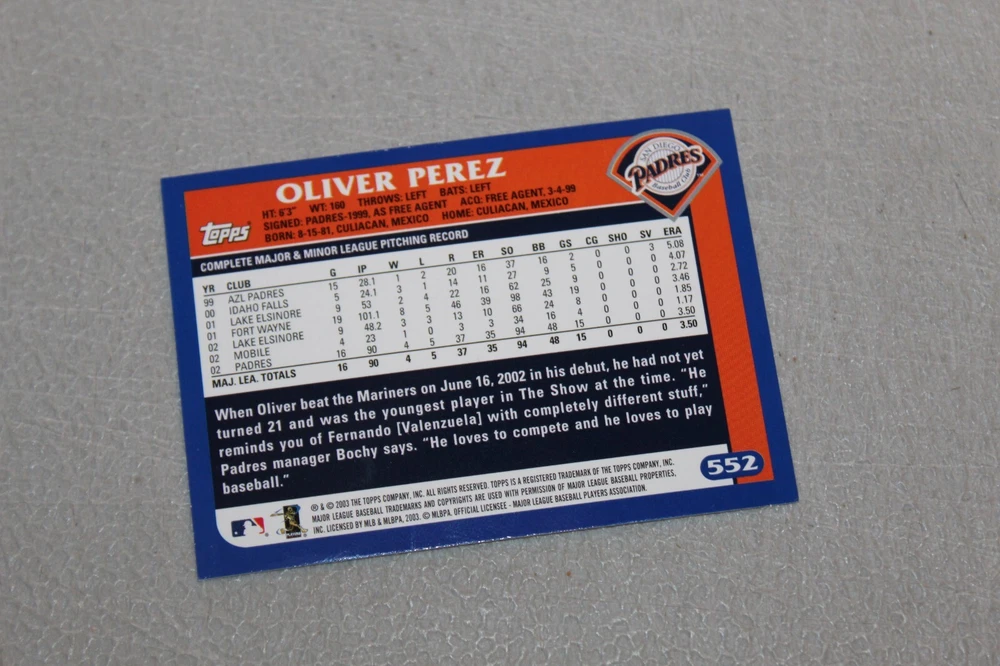 OLIVER PEREZ
HT: 6'3" WT: 160 THROWS: LEFT BATS: LEFT
SIGNED: PADRES-1999, AS FREE AGENT ACQ: FREE AGENT, 3-4-99
BORN: 8-15-81, CULIACAN, MEXICO HOME: CULIACAN, MEXICO
topps
SAN DIEGO
PADRES
Baseball Club
COMPLETE MAJOR & MINOR LEAGUE PITCHING RECORD
YR CLUB G IP W L R ER SO BB GS CG SHO SV ERA
99 AZL PADRES 15 28.1 1 2 20 16 37 16 2 0 0 3 5.08
00 IDAHO FALLS 5 24.1 3 1 14 11 27 9 5 0 0 0 4.07
01 LAKE ELSINORE 9 53 2 4 22 16 62 25 9 0 0 0 2.72
01 FORT WAYNE 19 101.1 8 5 46 39 98 43 19 0 0 0 3.46
02 LAKE ELSINORE 9 48.2 3 3 13 10 66 24 8 0 0 0 1.85
02 MOBILE 4 23 1 0 3 3 34 16 4 0 0 0 1.17
02 PADRES 16 90 4 5 37 35 94 48 15 0 0 0 3.50
MAJ. LEA. TOTALS 16 90 4 5 37 35 94 48 15 0 0 0 3.50
When Oliver beat the Mariners on June 16, 2002 in his debut, he had not yet
turned 21 and was the youngest player in The Show at the time. "He
reminds you of Fernando [Valenzuela] with completely different stuff,"
Padres manager Bochy says. "He loves to compete and he loves to play
baseball."
552
® & © 2003 THE TOPPS COMPANY, INC. ALL RIGHTS RESERVED. TOPPS IS A REGISTERED TRADEMARK OF THE TOPPS COMPANY, INC.
MAJOR LEAGUE BASEBALL TRADEMARKS AND COPYRIGHTS ARE USED WITH PERMISSION OF MAJOR LEAGUE BASEBALL PROPERTIES,
INC. LICENSED BY MLB & MLBPA, 2003. © MLBPA, OFFICIAL LICENSEE - MAJOR LEAGUE BASEBALL PLAYERS ASSOCIATION.